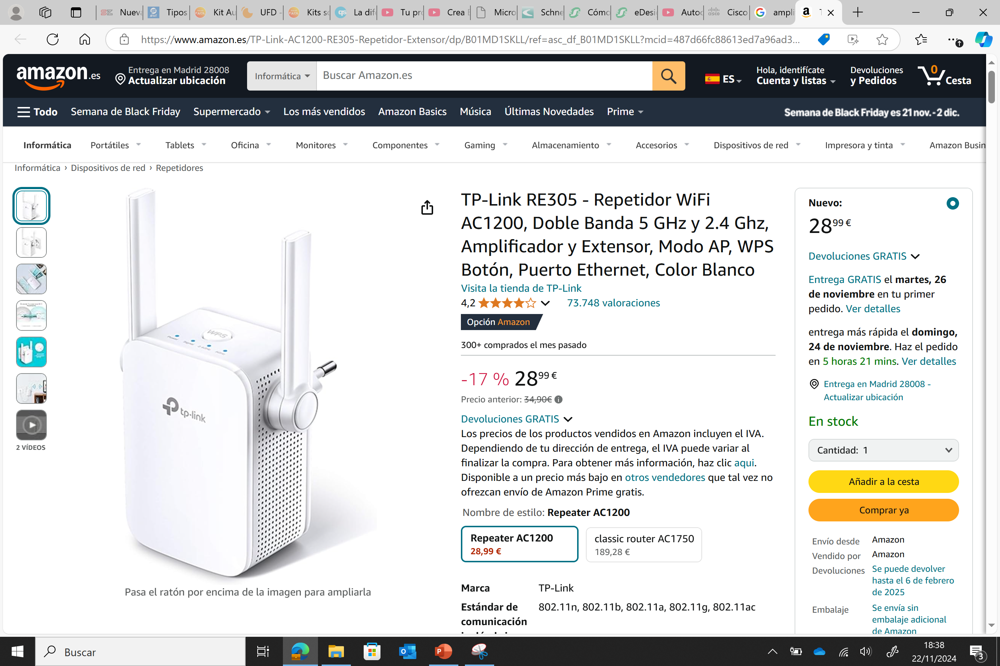 Nueva
Tipos
Kit Au
UFD -
Kits so
La dif
Tu pro
Crea
Micro
Schne
Cómo
eDesi
Autoc
Cisco
ampli
https://www.amazon.es/TP-Link-AC1200-RE305-Repetidor-Extensor/dp/B01MD1SKLL/ref=asc_df_B01MD1SKLL?mcid=487d66fc88613ed7a96ad3...
amazon.es
Entrega en Madrid 28008
Actualizar ubicación
Informática
Buscar Amazon.es
ES
Hola, identifícate
Cuenta y listas
Devoluciones
y Pedidos
0
Cesta
Todo
Semana de Black Friday
Supermercado
Los más vendidos
Amazon Basics
Música
Últimas Novedades
Prime
Semana de Black Friday es 21 nov. - 2 dic.
Informática
Portátiles
Tablets
Oficina
Monitores
Componentes
Gaming
Almacenamiento
Accesorios
Dispositivos de red
Impresora y tinta
Amazon Busin
Informática › Dispositivos de red › Repetidores
2 VÍDEOS
WPS
tp-link
Pasa el ratón por encima de la imagen para ampliarla
TP-Link RE305 - Repetidor WiFi
AC1200, Doble Banda 5 GHz y 2.4 Ghz,
Amplificador y Extensor, Modo AP, WPS
Botón, Puerto Ethernet, Color Blanco
Visita la tienda de TP-Link
4,2
73.748 valoraciones
Opción Amazon
300+ comprados el mes pasado
-17 % 28,99 €
Precio anterior: 34,90€
Devoluciones GRATIS
Los precios de los productos vendidos en Amazon incluyen el IVA.
Dependiendo de tu dirección de entrega, el IVA puede variar al
finalizar la compra. Para obtener más información, haz clic aqui.
Disponible a un precio más bajo en otros vendedores que tal vez no
ofrezcan envío de Amazon Prime gratis.
Nombre de estilo: Repeater AC1200
Repeater AC1200
28,99 €
classic router AC1750
189,28 €
Marca TP-Link
Estándar de 802.11n, 802.11b, 802.11a, 802.11g, 802.11ac
comunicación
Nuevo:
28 99 €
Devoluciones GRATIS
Entrega GRATIS el martes, 26
de noviembre en tu primer
pedido. Ver detalles
entrega más rápida el domingo,
24 de noviembre. Haz el pedido
en 5 horas 21 mins. Ver detalles
Entrega en Madrid 28008 -
Actualizar ubicación
En stock
Cantidad: 1
Añadir a la cesta
Comprar ya
Envío desde Amazon
Vendido por Amazon
Devoluciones Se puede devolver
hasta el 6 de febrero
de 2025
Embalaje Se envía sin
embalaje adicional
de Amazon
Buscar
18:38
22/11/2024
3